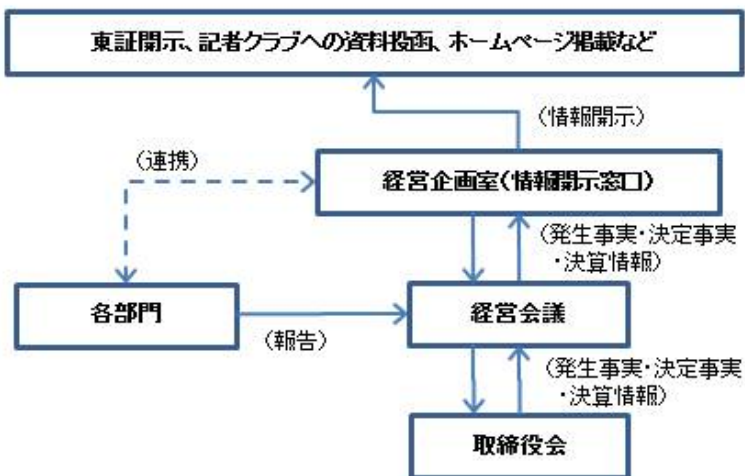 東証開示、記者クラブへの資料投函、ホームページ掲載など
（情報開示）
（連携）
経営企画室（情報開示窓口）
（発生事実・決定事実
・決算情報）
各部門
（報告）
経営会議
（発生事実・決定事実
・決算情報）
取締役会